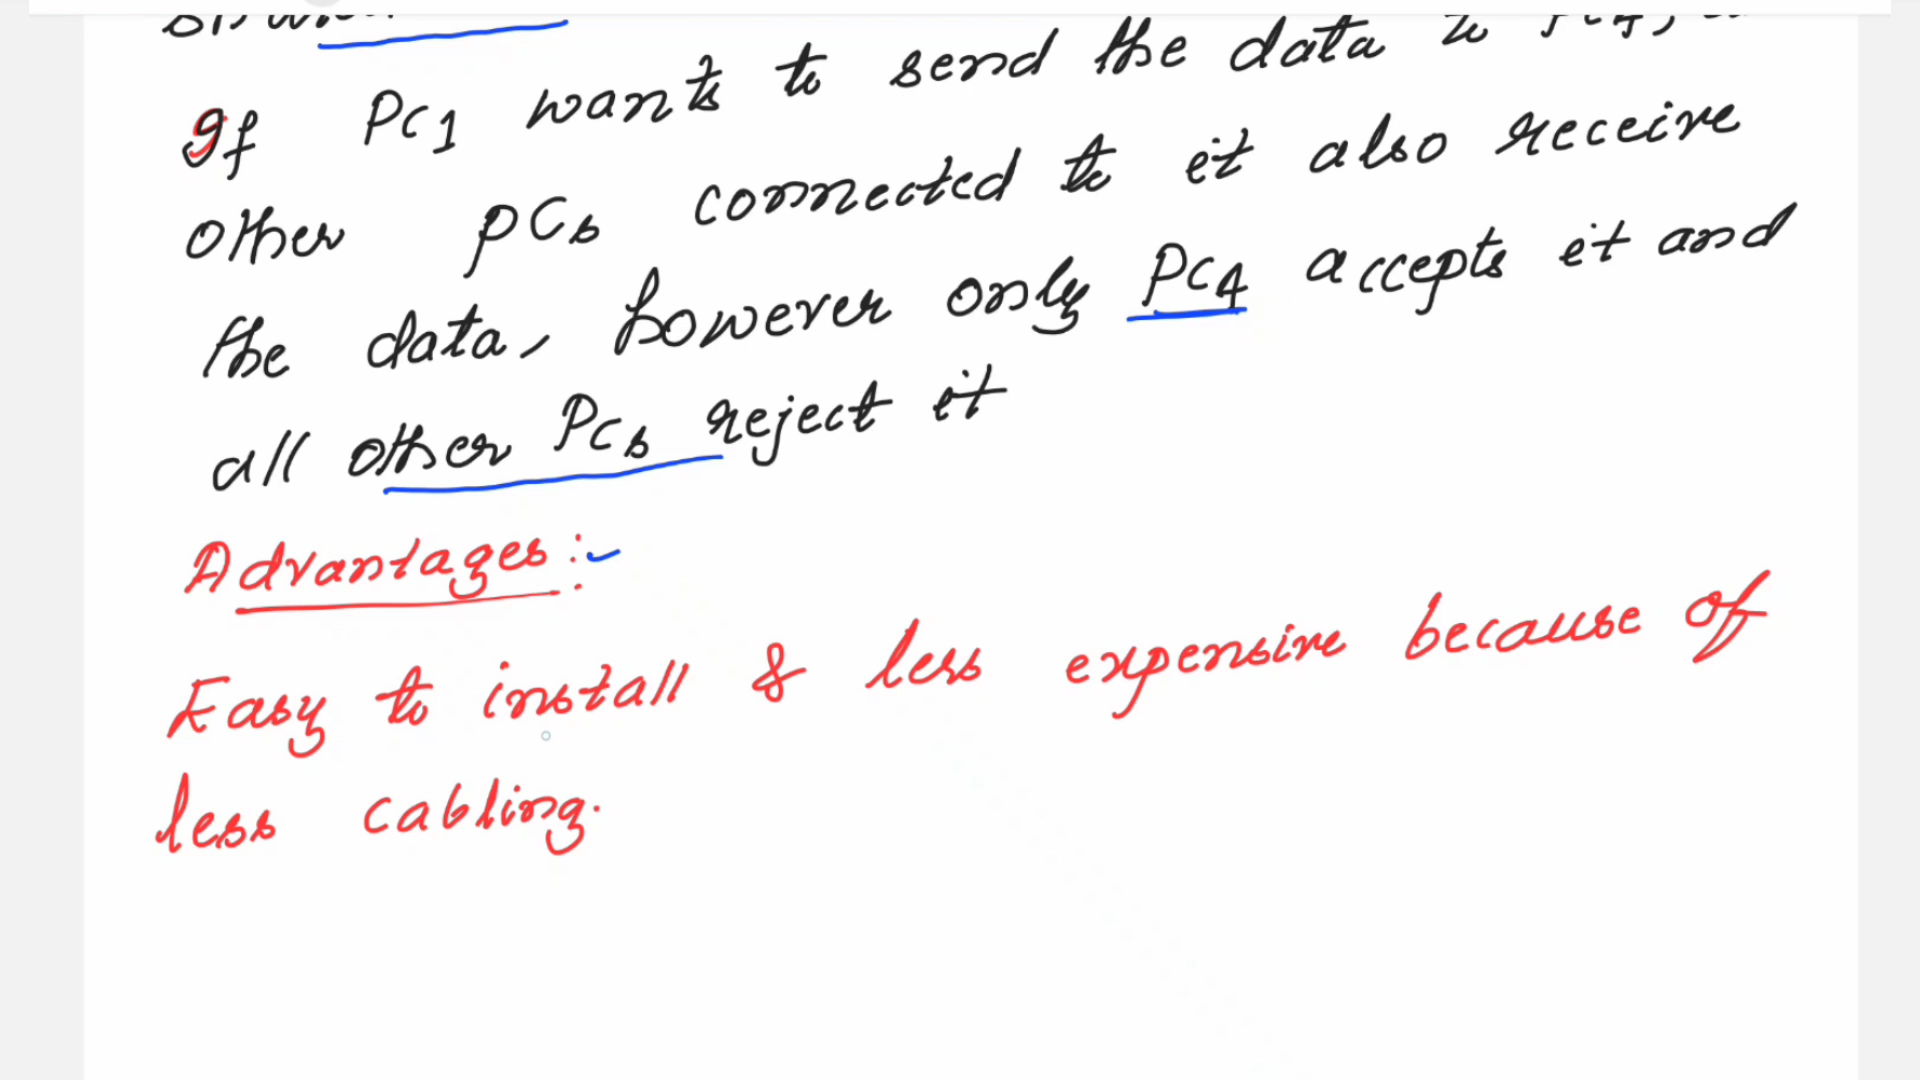 If PC1 wants to send the data to PC4,
other PCs connected to it also receive
the data, however only PC4 accepts it and
all other PCs reject it
Advantages :-
Easy to install & less expensive because of
less cabling.